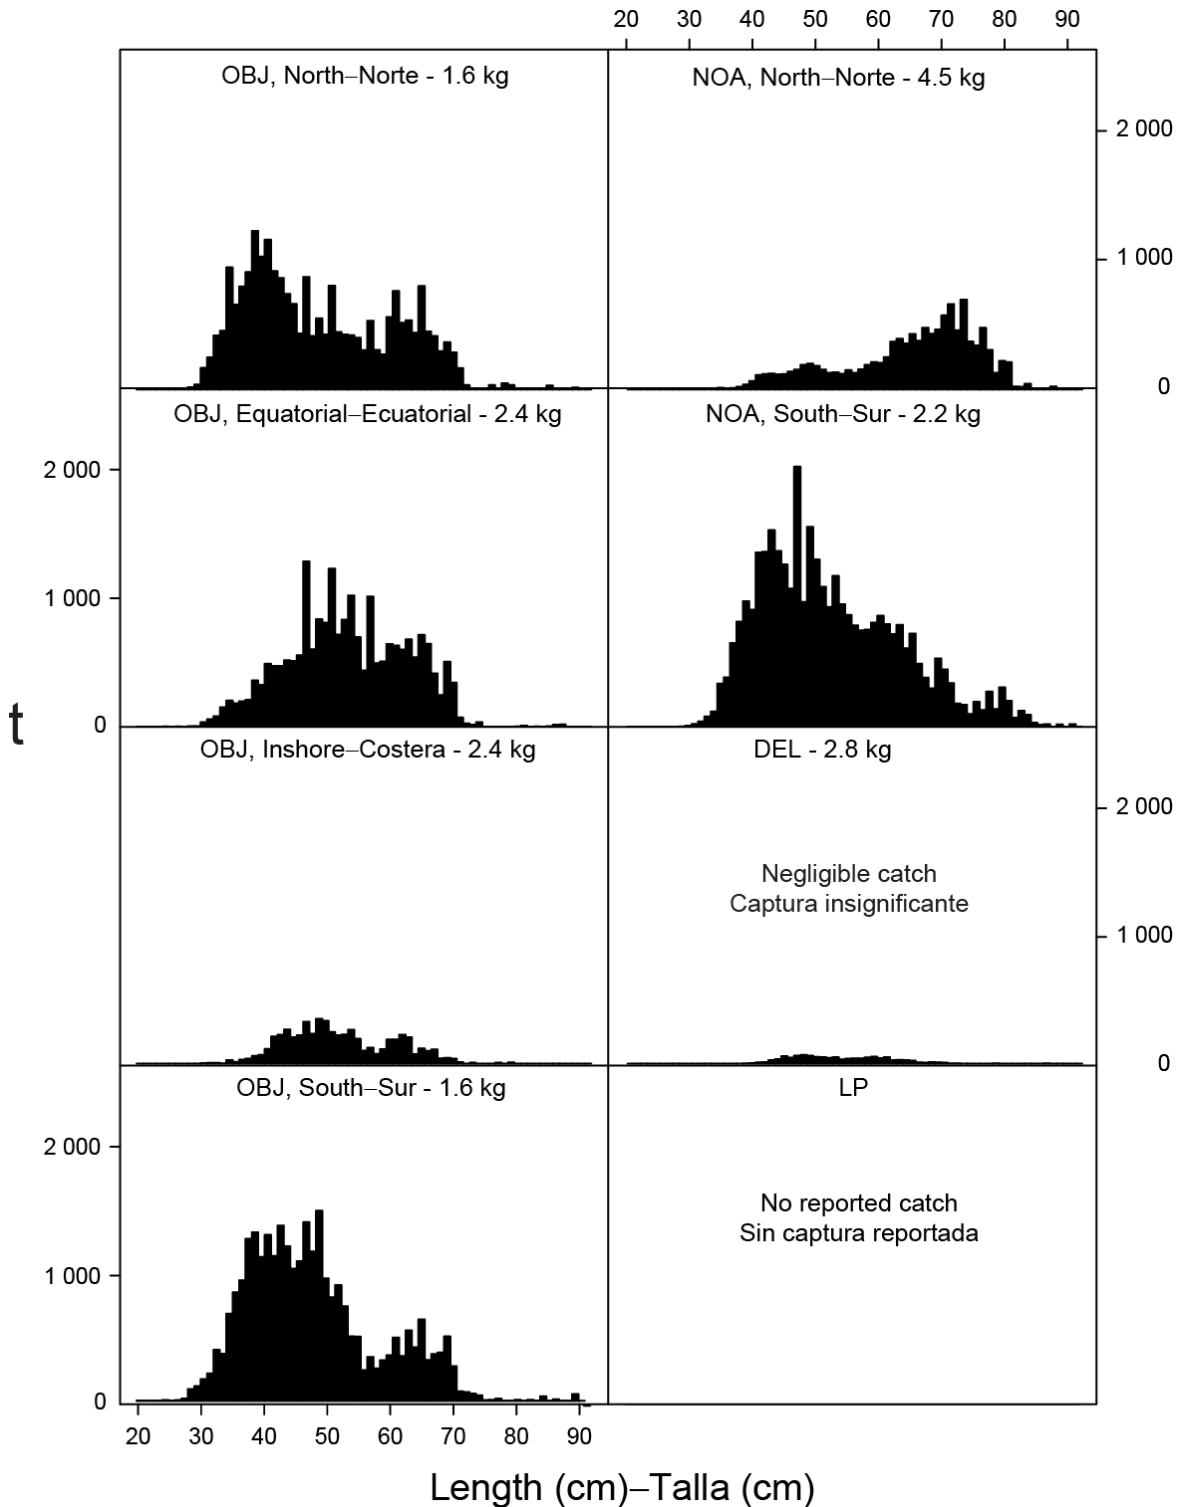 20 30 40 50 60 70 80 90
OBJ, North–Norte - 1.6 kg
NOA, North–Norte - 4.5 kg
2 000
1 000
0
OBJ, Equatorial–Ecuatorial - 2.4 kg
NOA, South–Sur - 2.2 kg
2 000
1 000
0
t
OBJ, Inshore–Costera - 2.4 kg
DEL - 2.8 kg
2 000
Negligible catch
Captura insignificante
1 000
0
OBJ, South–Sur - 1.6 kg
LP
2 000
No reported catch
Sin captura reportada
1 000
0
20 30 40 50 60 70 80 90
Length (cm)–Talla (cm)